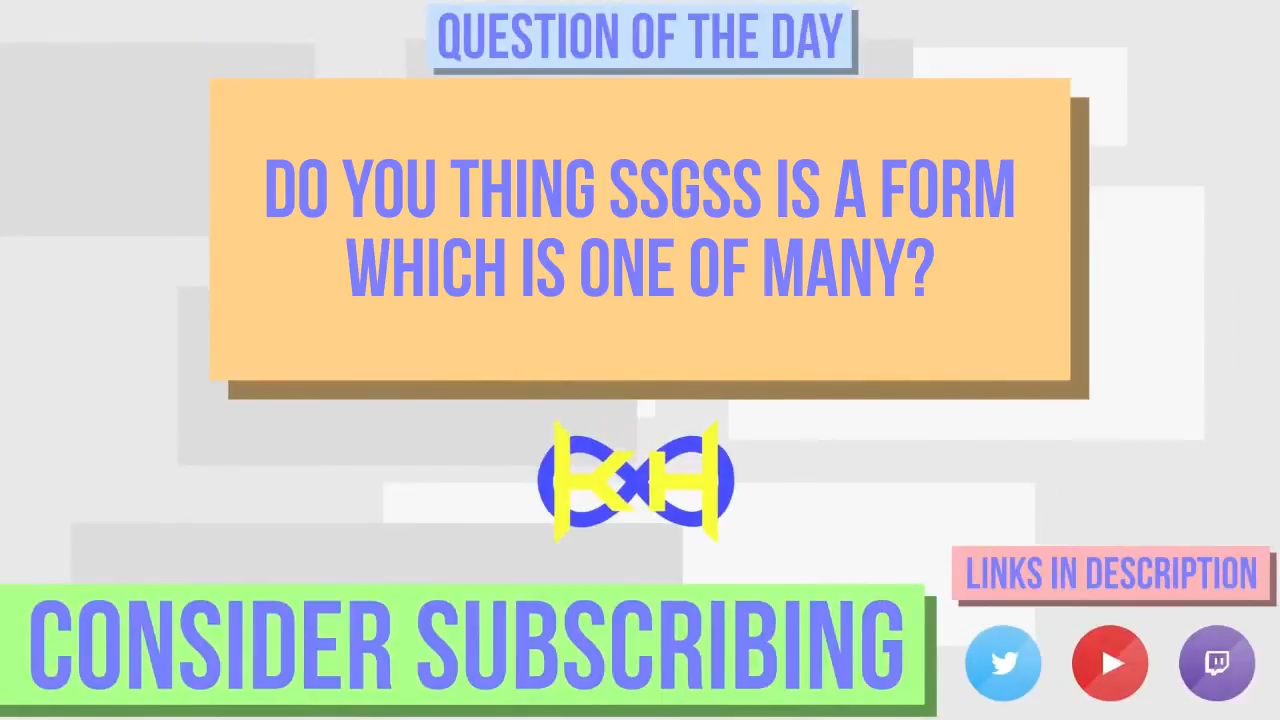 QUESTION OF THE DAY
DO YOU THING SSGSS IS A FORM
WHICH IS ONE OF MANY?
KH
LINKS IN DESCRIPTION
CONSIDER SUBSCRIBING